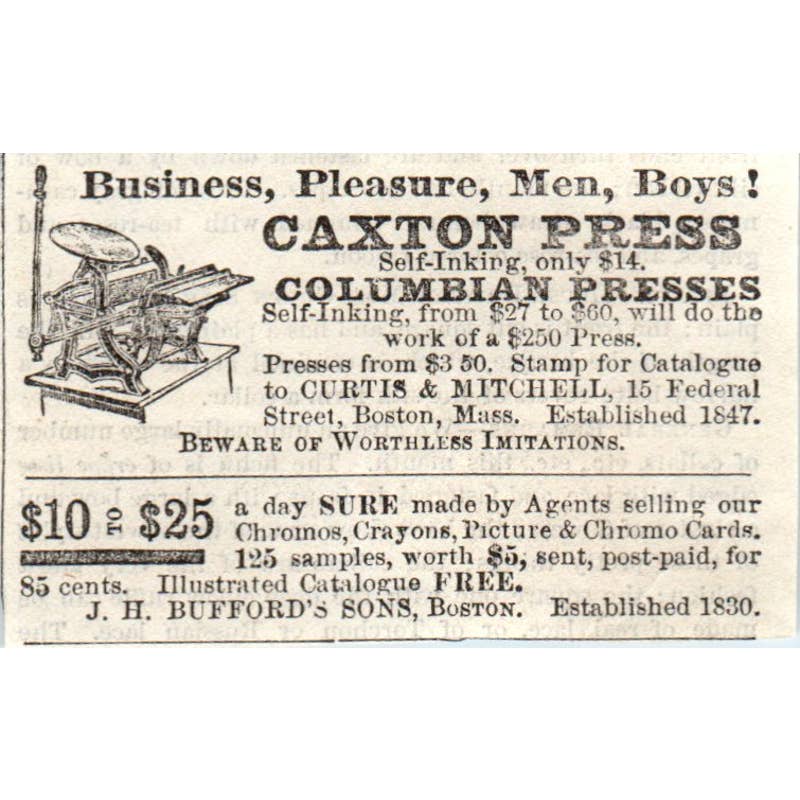 Business, Pleasure, Men, Boys!
CAXTON PRESS
Self-Inking, only $14.
COLUMBIAN PRESSES
Self-Inking, from $27 to $60, will do the
work of a $250 Press.
Presses from $3 50. Stamp for Catalogue
to CURTIS & MITCHELL, 15 Federal
Street, Boston, Mass. Established 1847.
BEWARE OF WORTHLESS IMITATIONS.
$10 TO $25 a day SURE made by Agents selling our
Chromos, Crayons, Picture & Chromo Cards.
125 samples, worth $5, sent, post-paid, for
85 cents. Illustrated Catalogue FREE.
J. H. BUFFORD'S SONS, BOSTON. Established 1830.